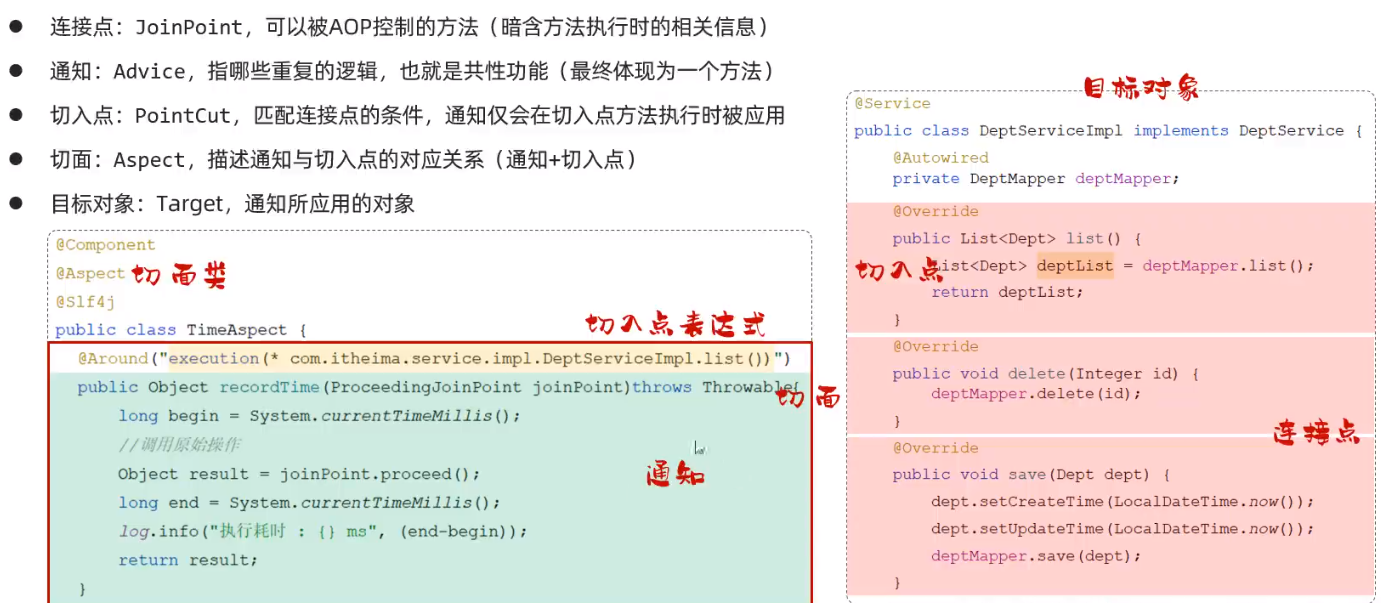 ● 连接点：JoinPoint，可以被AOP控制的方法（暗含方法执行时的相关信息）
● 通知：Advice，指哪些重复的逻辑，也就是共性功能（最终体现为一个方法）
● 切入点：PointCut，匹配连接点的条件，通知仅会在切入点方法执行时被应用
● 切面：Aspect，描述通知与切入点的对应关系（通知+切入点）
● 目标对象：Target，通知所应用的对象
@Component
@Aspect 切面类
@Slf4j
public class TimeAspect {
切入点表达式
@Around("execution(* com.itheima.service.impl.DeptServiceImpl.list())")
public Object recordTime(ProceedingJoinPoint joinPoint)throws Throwable{
切面
long begin = System.currentTimeMillis();
//调用原始操作
Object result = joinPoint.proceed();
通知
long end = System.currentTimeMillis();
log.info("执行耗时 : {} ms", (end-begin));
return result;
}
目标对象
@Service
public class DeptServiceImpl implements DeptService {
@Autowired
private DeptMapper deptMapper;
@Override
public List<Dept> list() {
切入点
List<Dept> deptList = deptMapper.list();
return deptList;
}
@Override
public void delete(Integer id) {
deptMapper.delete(id);
}
连接点
@Override
public void save(Dept dept) {
dept.setCreateTime(LocalDateTime.now());
dept.setUpdateTime(LocalDateTime.now());
deptMapper.save(dept);
}